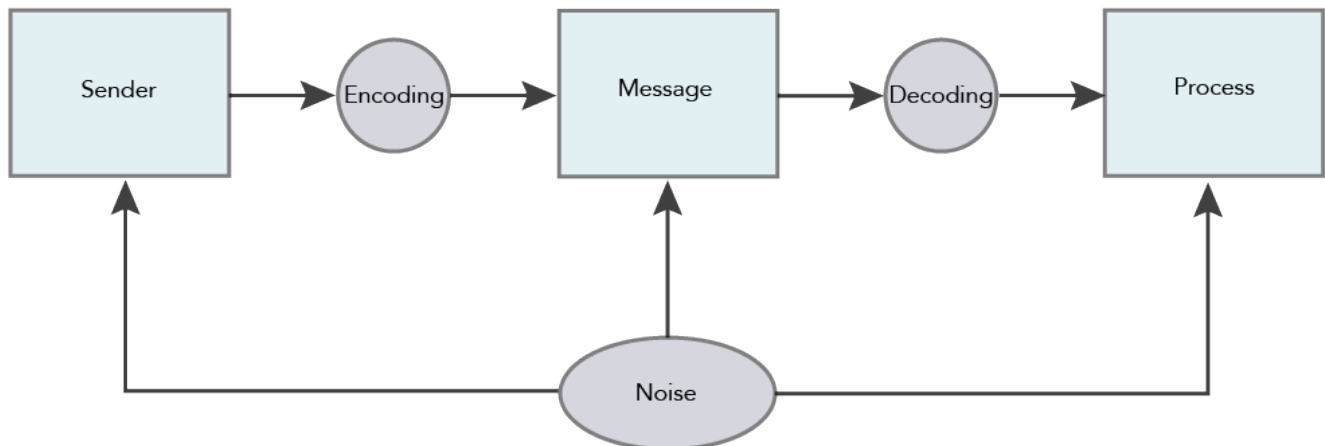 Sender
Encoding
Message
Decoding
Process
Noise